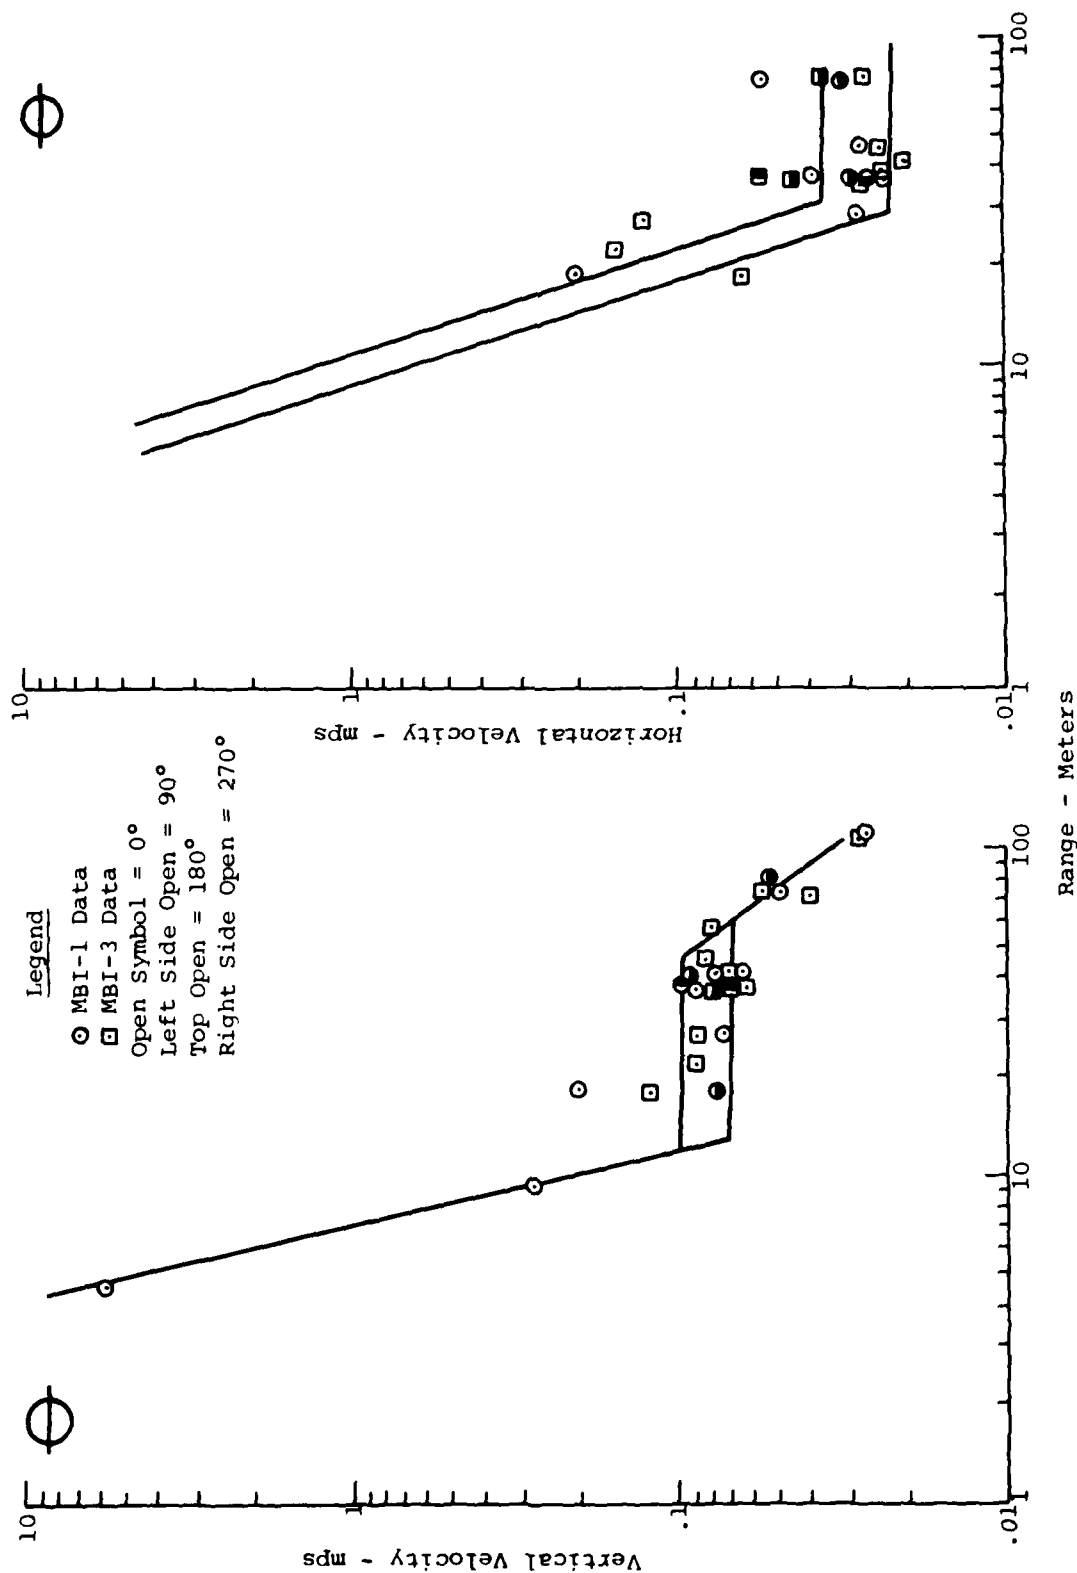 Legend
⊙ MBI-1 Data
⊡ MBI-3 Data
Open Symbol = 0°
Left Side Open = 90°
Top Open = 180°
Right Side Open = 270°
Vertical Velocity - mps
10
1
.1
.01
1
10
100
Horizontal Velocity - mps
10
1
.1
.01
1
10
100
Range - Meters